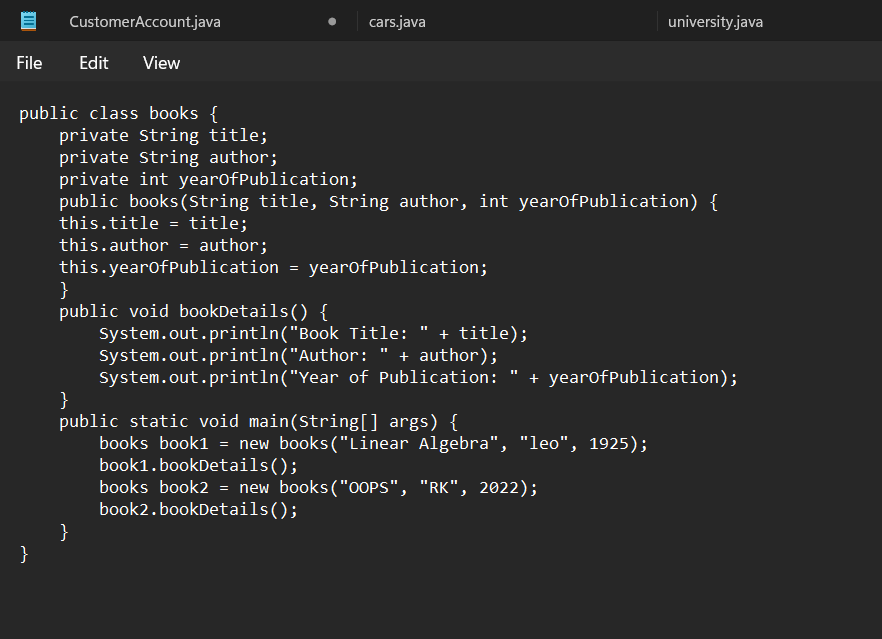 CustomerAccount.java cars.java university.java
File Edit View
public class books {
    private String title;
    private String author;
    private int yearOfPublication;
    public books(String title, String author, int yearOfPublication) {
    this.title = title;
    this.author = author;
    this.yearOfPublication = yearOfPublication;
    }
    public void bookDetails() {
        System.out.println("Book Title: " + title);
        System.out.println("Author: " + author);
        System.out.println("Year of Publication: " + yearOfPublication);
    }
    public static void main(String[] args) {
        books book1 = new books("Linear Algebra", "leo", 1925);
        book1.bookDetails();
        books book2 = new books("OOPS", "RK", 2022);
        book2.bookDetails();
    }
}